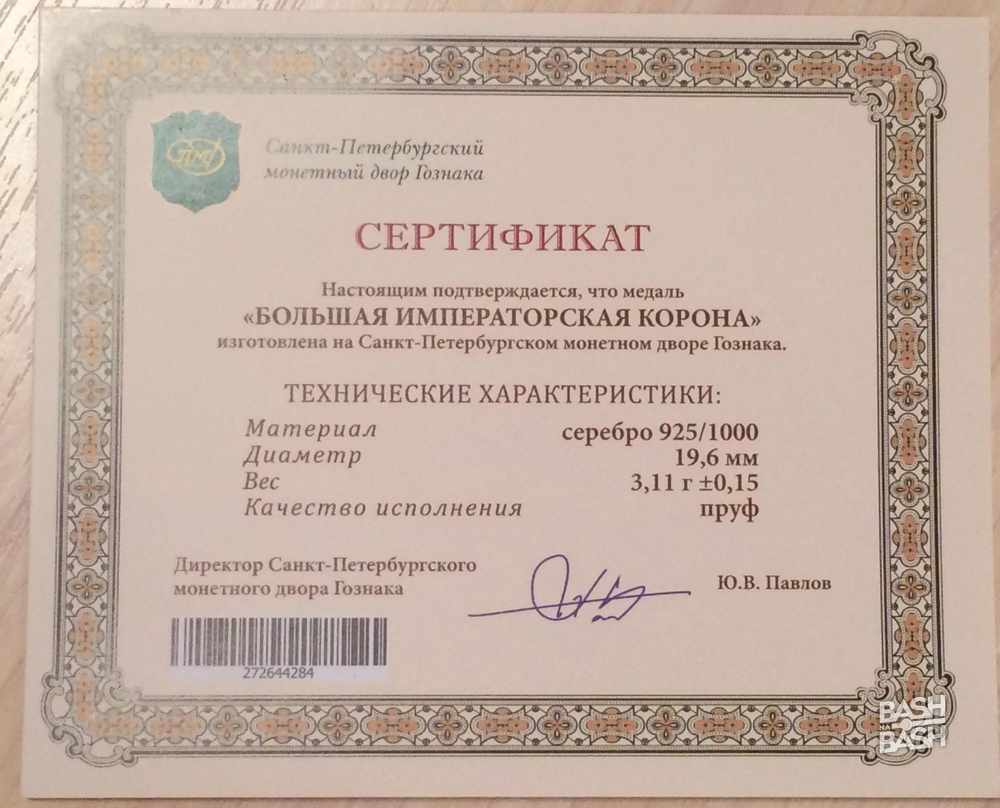 Санкт-Петербургский
монетный двор Гознака
СЕРТИФИКАТ
Настоящим подтверждается, что медаль
«БОЛЬШАЯ ИМПЕРАТОРСКАЯ КОРОНА»
изготовлена на Санкт-Петербургском монетном дворе Гознака.
ТЕХНИЧЕСКИЕ ХАРАКТЕРИСТИКИ:
Материал серебро 925/1000
Диаметр 19,6 мм
Вес 3,11 г ±0,15
Качество исполнения пруф
Директор Санкт-Петербургского
монетного двора Гознака
Ю.В. Павлов
272644284
BASH
НА
BASH